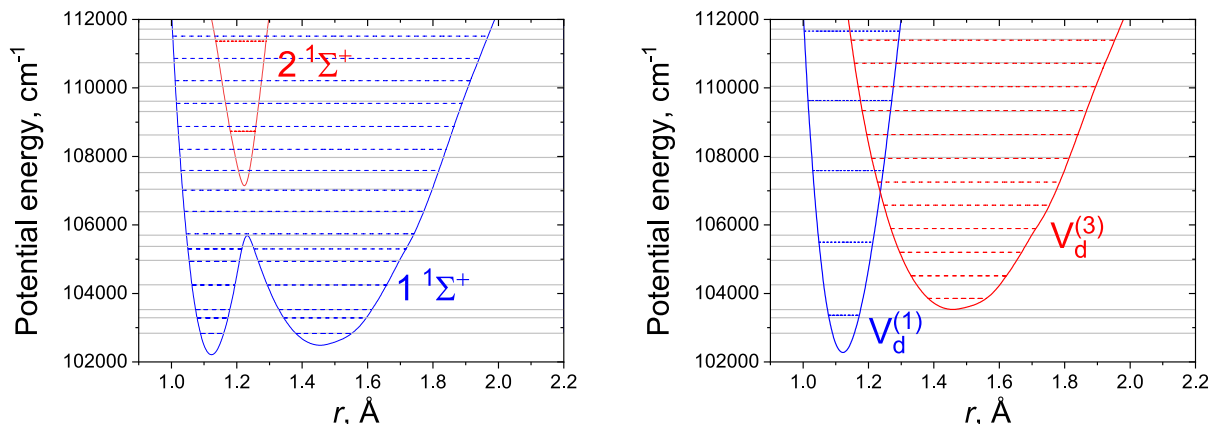 112000
110000
108000
106000
104000
102000
Potential energy, cm⁻¹
2 ¹Σ⁺
1 ¹Σ⁺
1.0 1.2 1.4 1.6 1.8 2.0 2.2
r, Å
112000
110000
108000
106000
104000
102000
Potential energy, cm⁻¹
V_d^(3)
V_d^(1)
1.0 1.2 1.4 1.6 1.8 2.0 2.2
r, Å